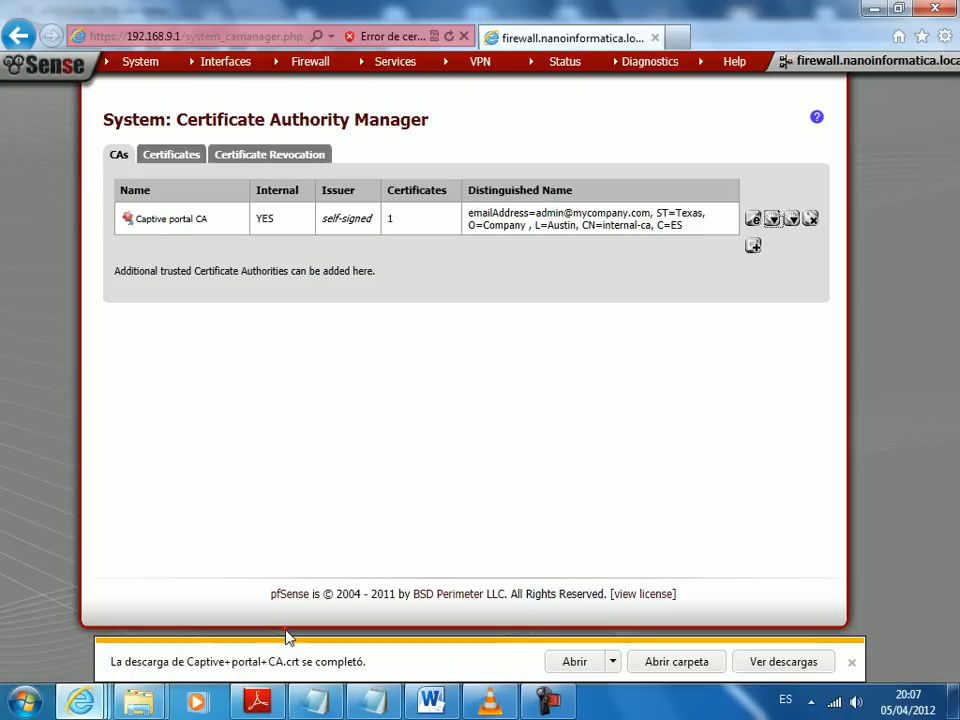 https://192.168.9.1/system_camanager.php
Error de cer...
firewall.nanoinformatica.lo...
Sense
System
Interfaces
Firewall
Services
VPN
Status
Diagnostics
Help
firewall.nanoinformatica.loca
System: Certificate Authority Manager
CAs
Certificates
Certificate Revocation
Name Internal Issuer Certificates Distinguished Name
Captive portal CA YES self-signed 1 emailAddress=admin@mycompany.com, ST=Texas,
O=Company , L=Austin, CN=internal-ca, C=ES
Additional trusted Certificate Authorities can be added here.
pfSense is © 2004 - 2011 by BSD Perimeter LLC. All Rights Reserved. [view license]
La descarga de Captive+portal+CA.crt se completó.
Abrir
Abrir carpeta
Ver descargas
ES
20:07
05/04/2012